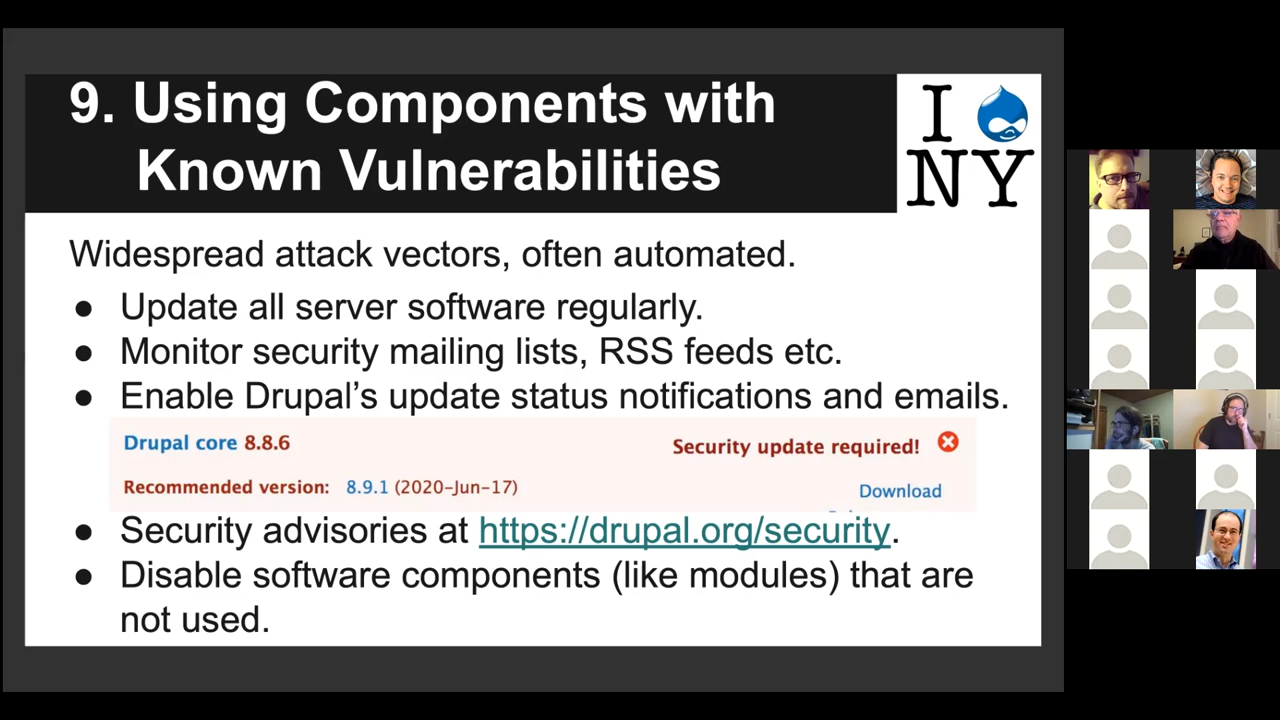 9. Using Components with
Known Vulnerabilities
I
NY
Widespread attack vectors, often automated.
● Update all server software regularly.
● Monitor security mailing lists, RSS feeds etc.
● Enable Drupal’s update status notifications and emails.
Drupal core 8.8.6
Security update required!
Recommended version: 8.9.1 (2020-Jun-17)
Download
● Security advisories at https://drupal.org/security.
● Disable software components (like modules) that are
not used.